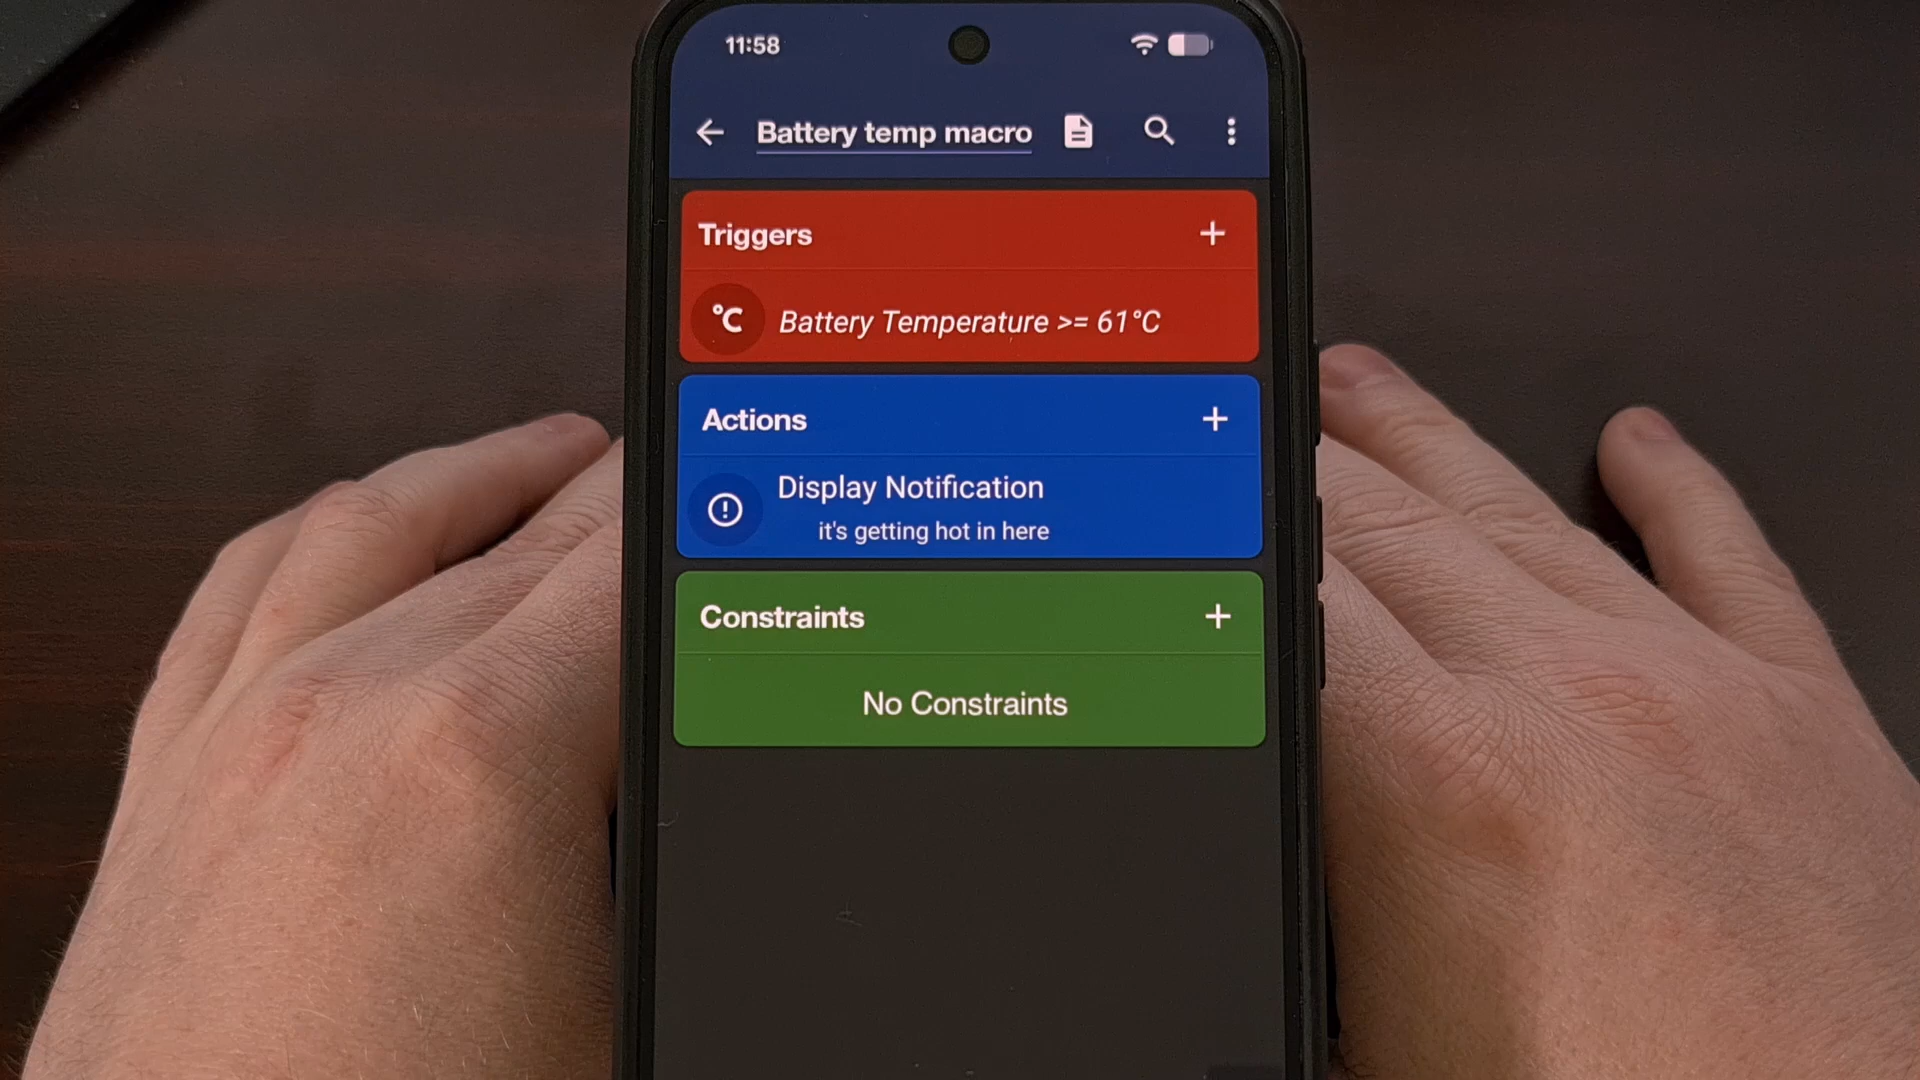 11:58
Battery temp macro
Triggers
°C
Battery Temperature >= 61°C
Actions
Display Notification
it's getting hot in here
Constraints
No Constraints